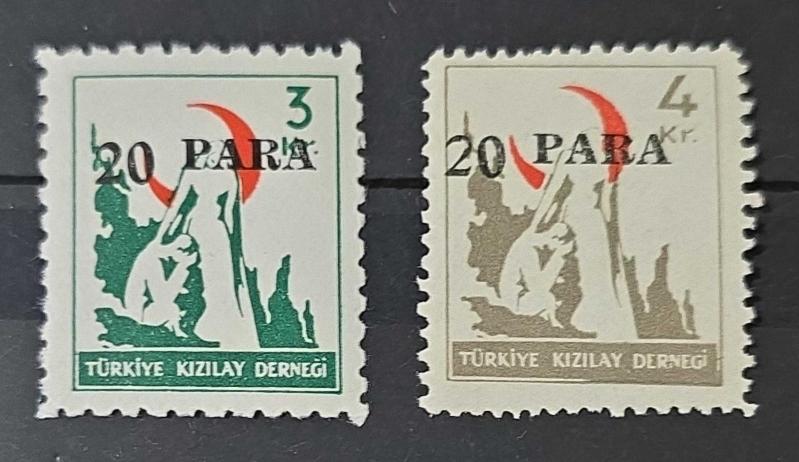 3
Kr.
20 PARA
TÜRKİYE KIZILAY DERNEĞİ
4
Kr.
20 PARA
TÜRKİYE KIZILAY DERNEĞİ